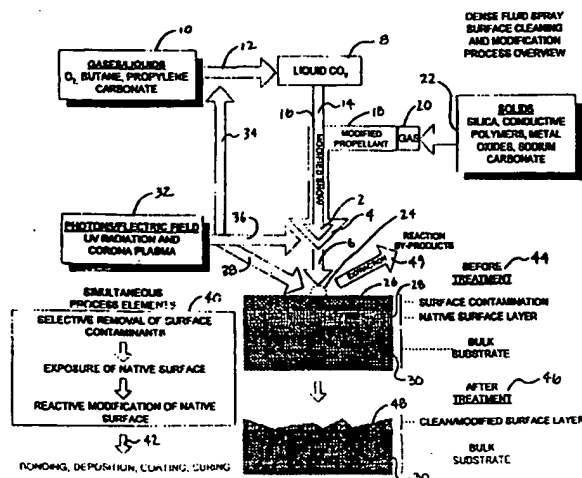 DENSE FLUID SPRAY
SURFACE CLEANING
AND MODIFICATION
PROCESS OVERVIEW
10
12
8
GASES/LIQUIDS
O₂, BUTANE, PROPYLENE
CARBONATE
LIQUID CO₂
22
16
14
18
20
SOLIDS
SILICA, CONDUCTIVE
POLYMERS, METAL
OXIDES, SODIUM
CARBONATE
MODIFIED
PROPELLANT
GAS
MODIFIED SNOW
34
32
2
4
24
PHOTONS/ELECTRIC FIELD
UV RADIATION AND
CORONA PLASMA
36
6
38
REACTION
BY-PRODUCTS
49
EXTRACTION
44
BEFORE
TREATMENT
26
28
SURFACE CONTAMINATION
NATIVE SURFACE LAYER
BULK
SUBSTRATE
30
SIMULTANEOUS
PROCESS ELEMENTS
40
SELECTIVE REMOVAL OF SURFACE
CONTAMINANTS
EXPOSURE OF NATIVE SURFACE
REACTIVE MODIFICATION OF NATIVE
SURFACE
42
BONDING, DEPOSITION, COATING, CURING
AFTER
TREATMENT
46
48
CLEAN/MODIFIED SURFACE LAYER
BULK
SUBSTRATE
30